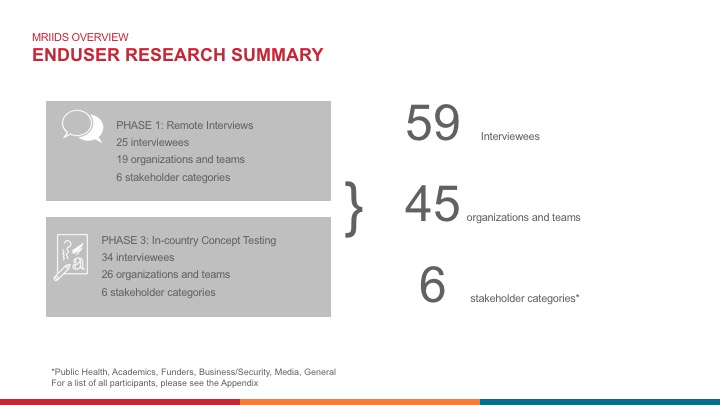 MRIIDS OVERVIEW
ENDUSER RESEARCH SUMMARY
PHASE 1: Remote Interviews
25 interviewees
19 organizations and teams
6 stakeholder categories
PHASE 3: In-country Concept Testing
34 interviewees
26 organizations and teams
6 stakeholder categories
}
59 Interviewees
45 organizations and teams
6 stakeholder categories*
*Public Health, Academics, Funders, Business/Security, Media, General
For a list of all participants, please see the Appendix